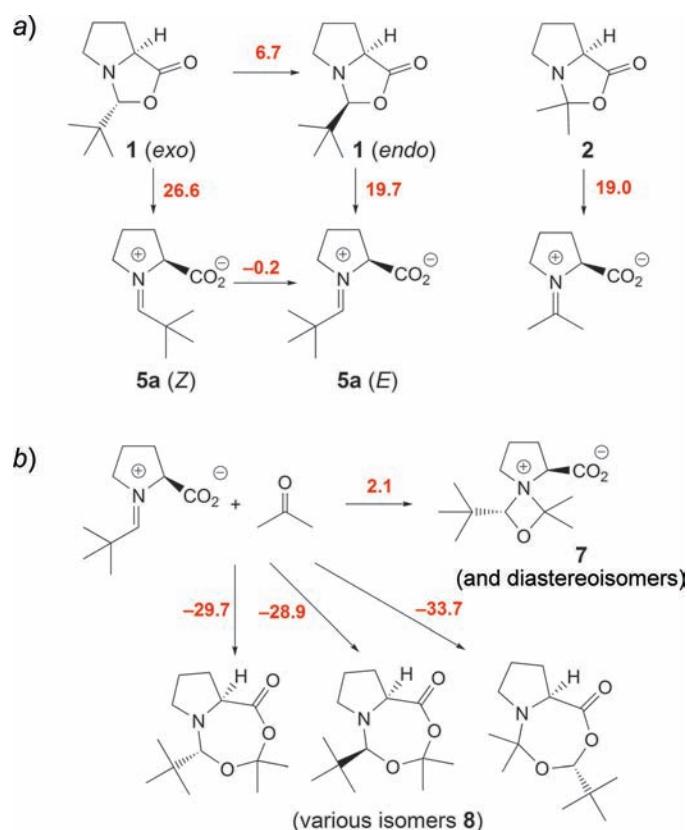 a)
H H H
6.7
N O N O N O
O O O
1 (exo) 1 (endo) 2
26.6 19.7 19.0
⊕ ⊖ ⊕ ⊖ ⊕ ⊖
N CO2 –0.2 N CO2 N CO2
5a (Z) 5a (E)
b)
⊕ ⊖ O ⊕ ⊖
N CO2 + 2.1 N CO2
O
7
(and diastereoisomers)
–29.7 –28.9 –33.7
H O H O H O
N O N O N O
O O O
(various isomers 8)